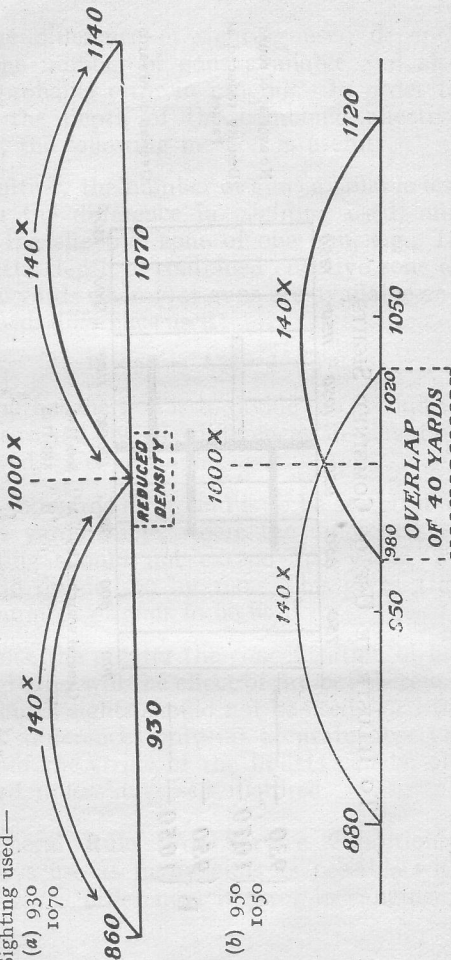 Sighting used—
(a) 930
1070
860
140X
930
1000X
REDUCED
DENSITY
140X
1070
1140
(b) 950
1050
880
140X
950
980
1000X
OVERLAP
OF 40 YARDS
1020
140X
1050
1120